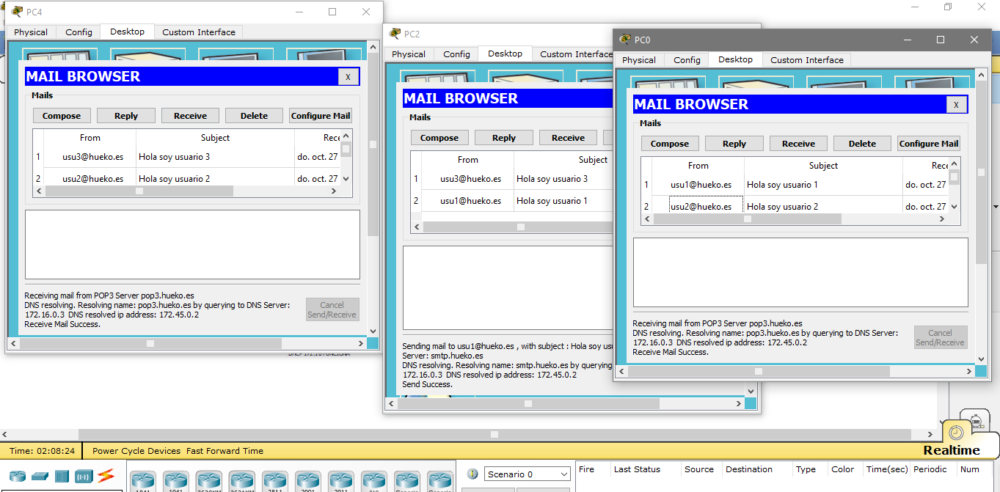 PC4
Physical Config Desktop Custom Interface
MAIL BROWSER X
Mails
Compose Reply Receive Delete Configure Mail
From Subject Rece
1 usu3@hueko.es Hola soy usuario 3 do. oct. 27
2 usu2@hueko.es Hola soy usuario 2 do. oct. 27
Receiving mail from POP3 Server pop3.hueko.es
DNS resolving. Resolving name: pop3.hueko.es by querying to DNS Server:
172.16.0.3 DNS resolved ip address: 172.45.0.2
Receive Mail Success.
Cancel
Send/Receive
PC2
Physical Config Desktop Custom Interface
MAIL BROWSER
Mails
Compose Reply Receive
From Subject
1 usu3@hueko.es Hola soy usuario 3
2 usu1@hueko.es Hola soy usuario 1
Sending mail to usu1@hueko.es , with subject : Hola soy usu
Server: smtp.hueko.es
DNS resolving. Resolving name: smtp.hueko.es by querying
172.16.0.3 DNS resolved ip address: 172.45.0.2
Send Success.
PC0
Physical Config Desktop Custom Interface
MAIL BROWSER X
Mails
Compose Reply Receive Delete Configure Mail
From Subject Rece
1 usu1@hueko.es Hola soy usuario 1 do. oct. 27
2 usu2@hueko.es Hola soy usuario 2 do. oct. 27
Receiving mail from POP3 Server pop3.hueko.es
DNS resolving. Resolving name: pop3.hueko.es by querying to DNS Server:
172.16.0.3 DNS resolved ip address: 172.45.0.2
Receive Mail Success.
Cancel
Send/Receive
DHCP 172.16 FUNCIONA
Time: 02:08:24 Power Cycle Devices Fast Forward Time
Realtime
Scenario 0
Fire Last Status Source Destination Type Color Time(sec) Periodic Num